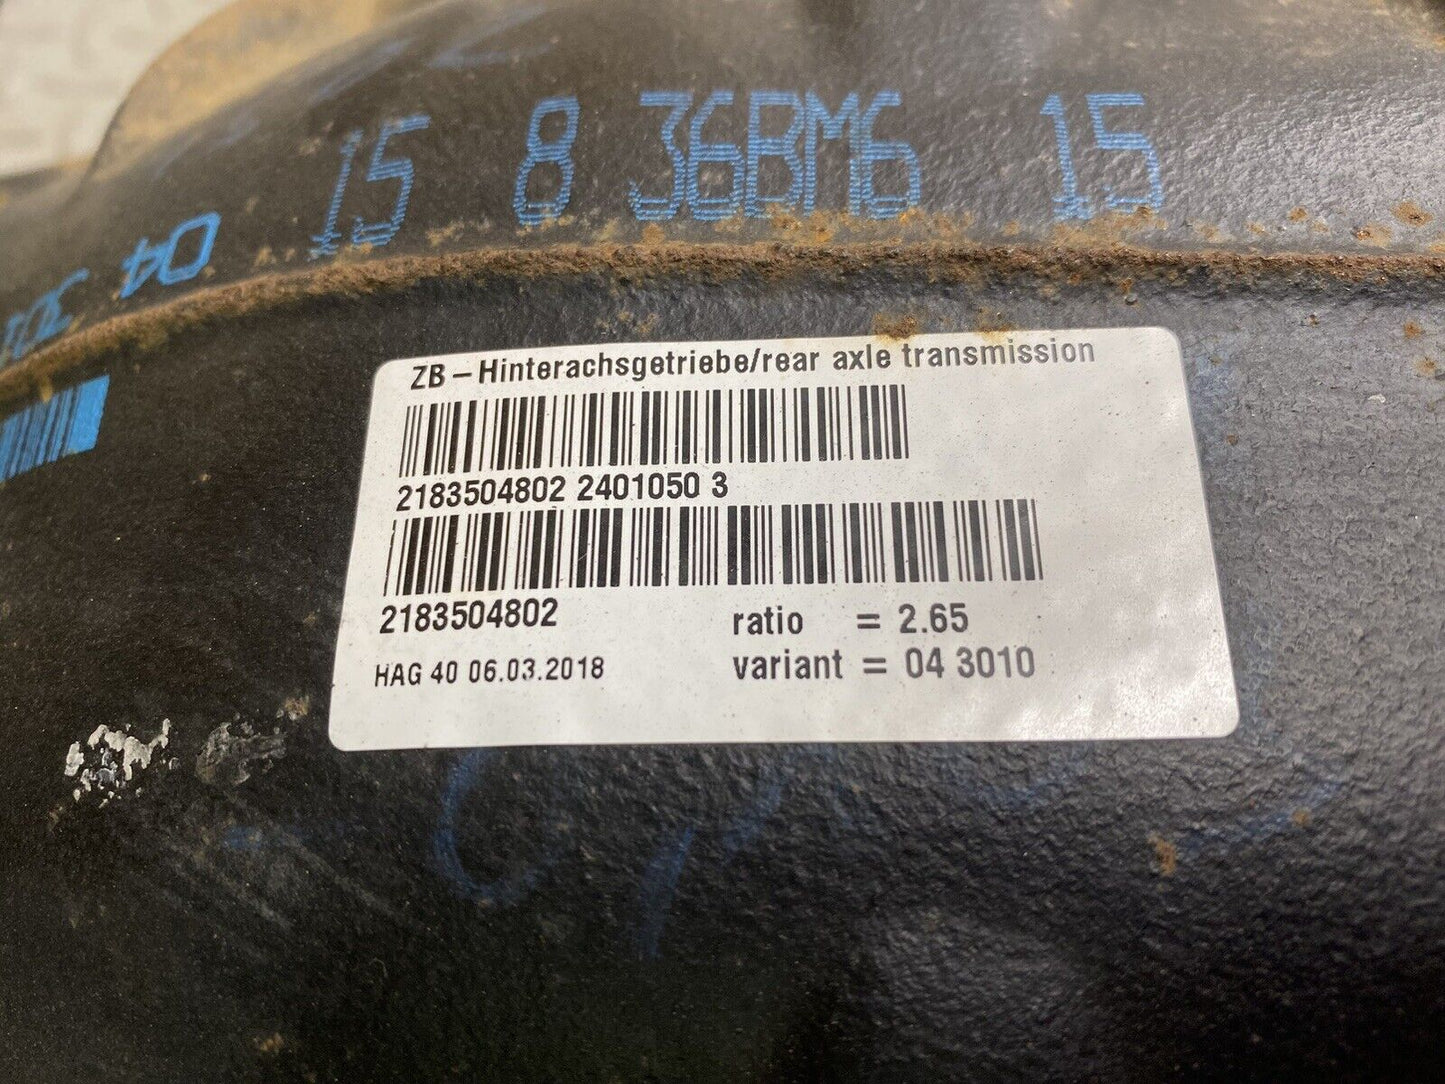 15 8 36BM6 15
04 301
ZB – Hinterachsgetriebe/rear axle transmission
2183504802 2401050 3
2183504802
ratio = 2.65
HAG 40 06.03.2018
variant = 04 3010